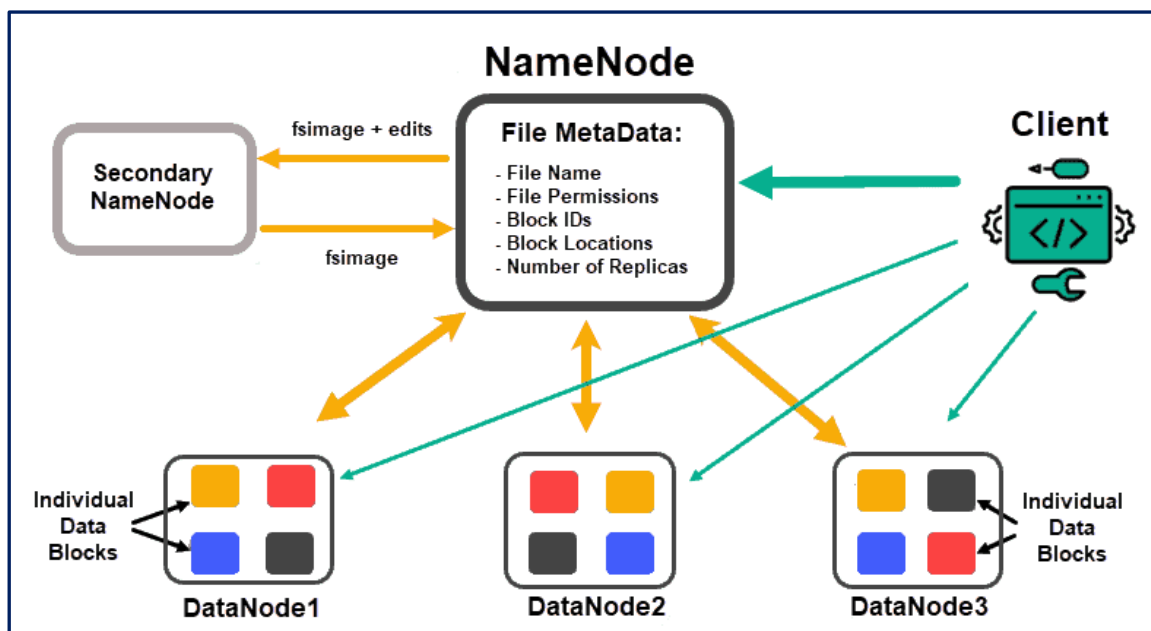 NameNode
fsimage + edits
Secondary
NameNode
fsimage
File MetaData:
- File Name
- File Permissions
- Block IDs
- Block Locations
- Number of Replicas
Client
</>
Individual
Data
Blocks
DataNode1
DataNode2
DataNode3
Individual
Data
Blocks